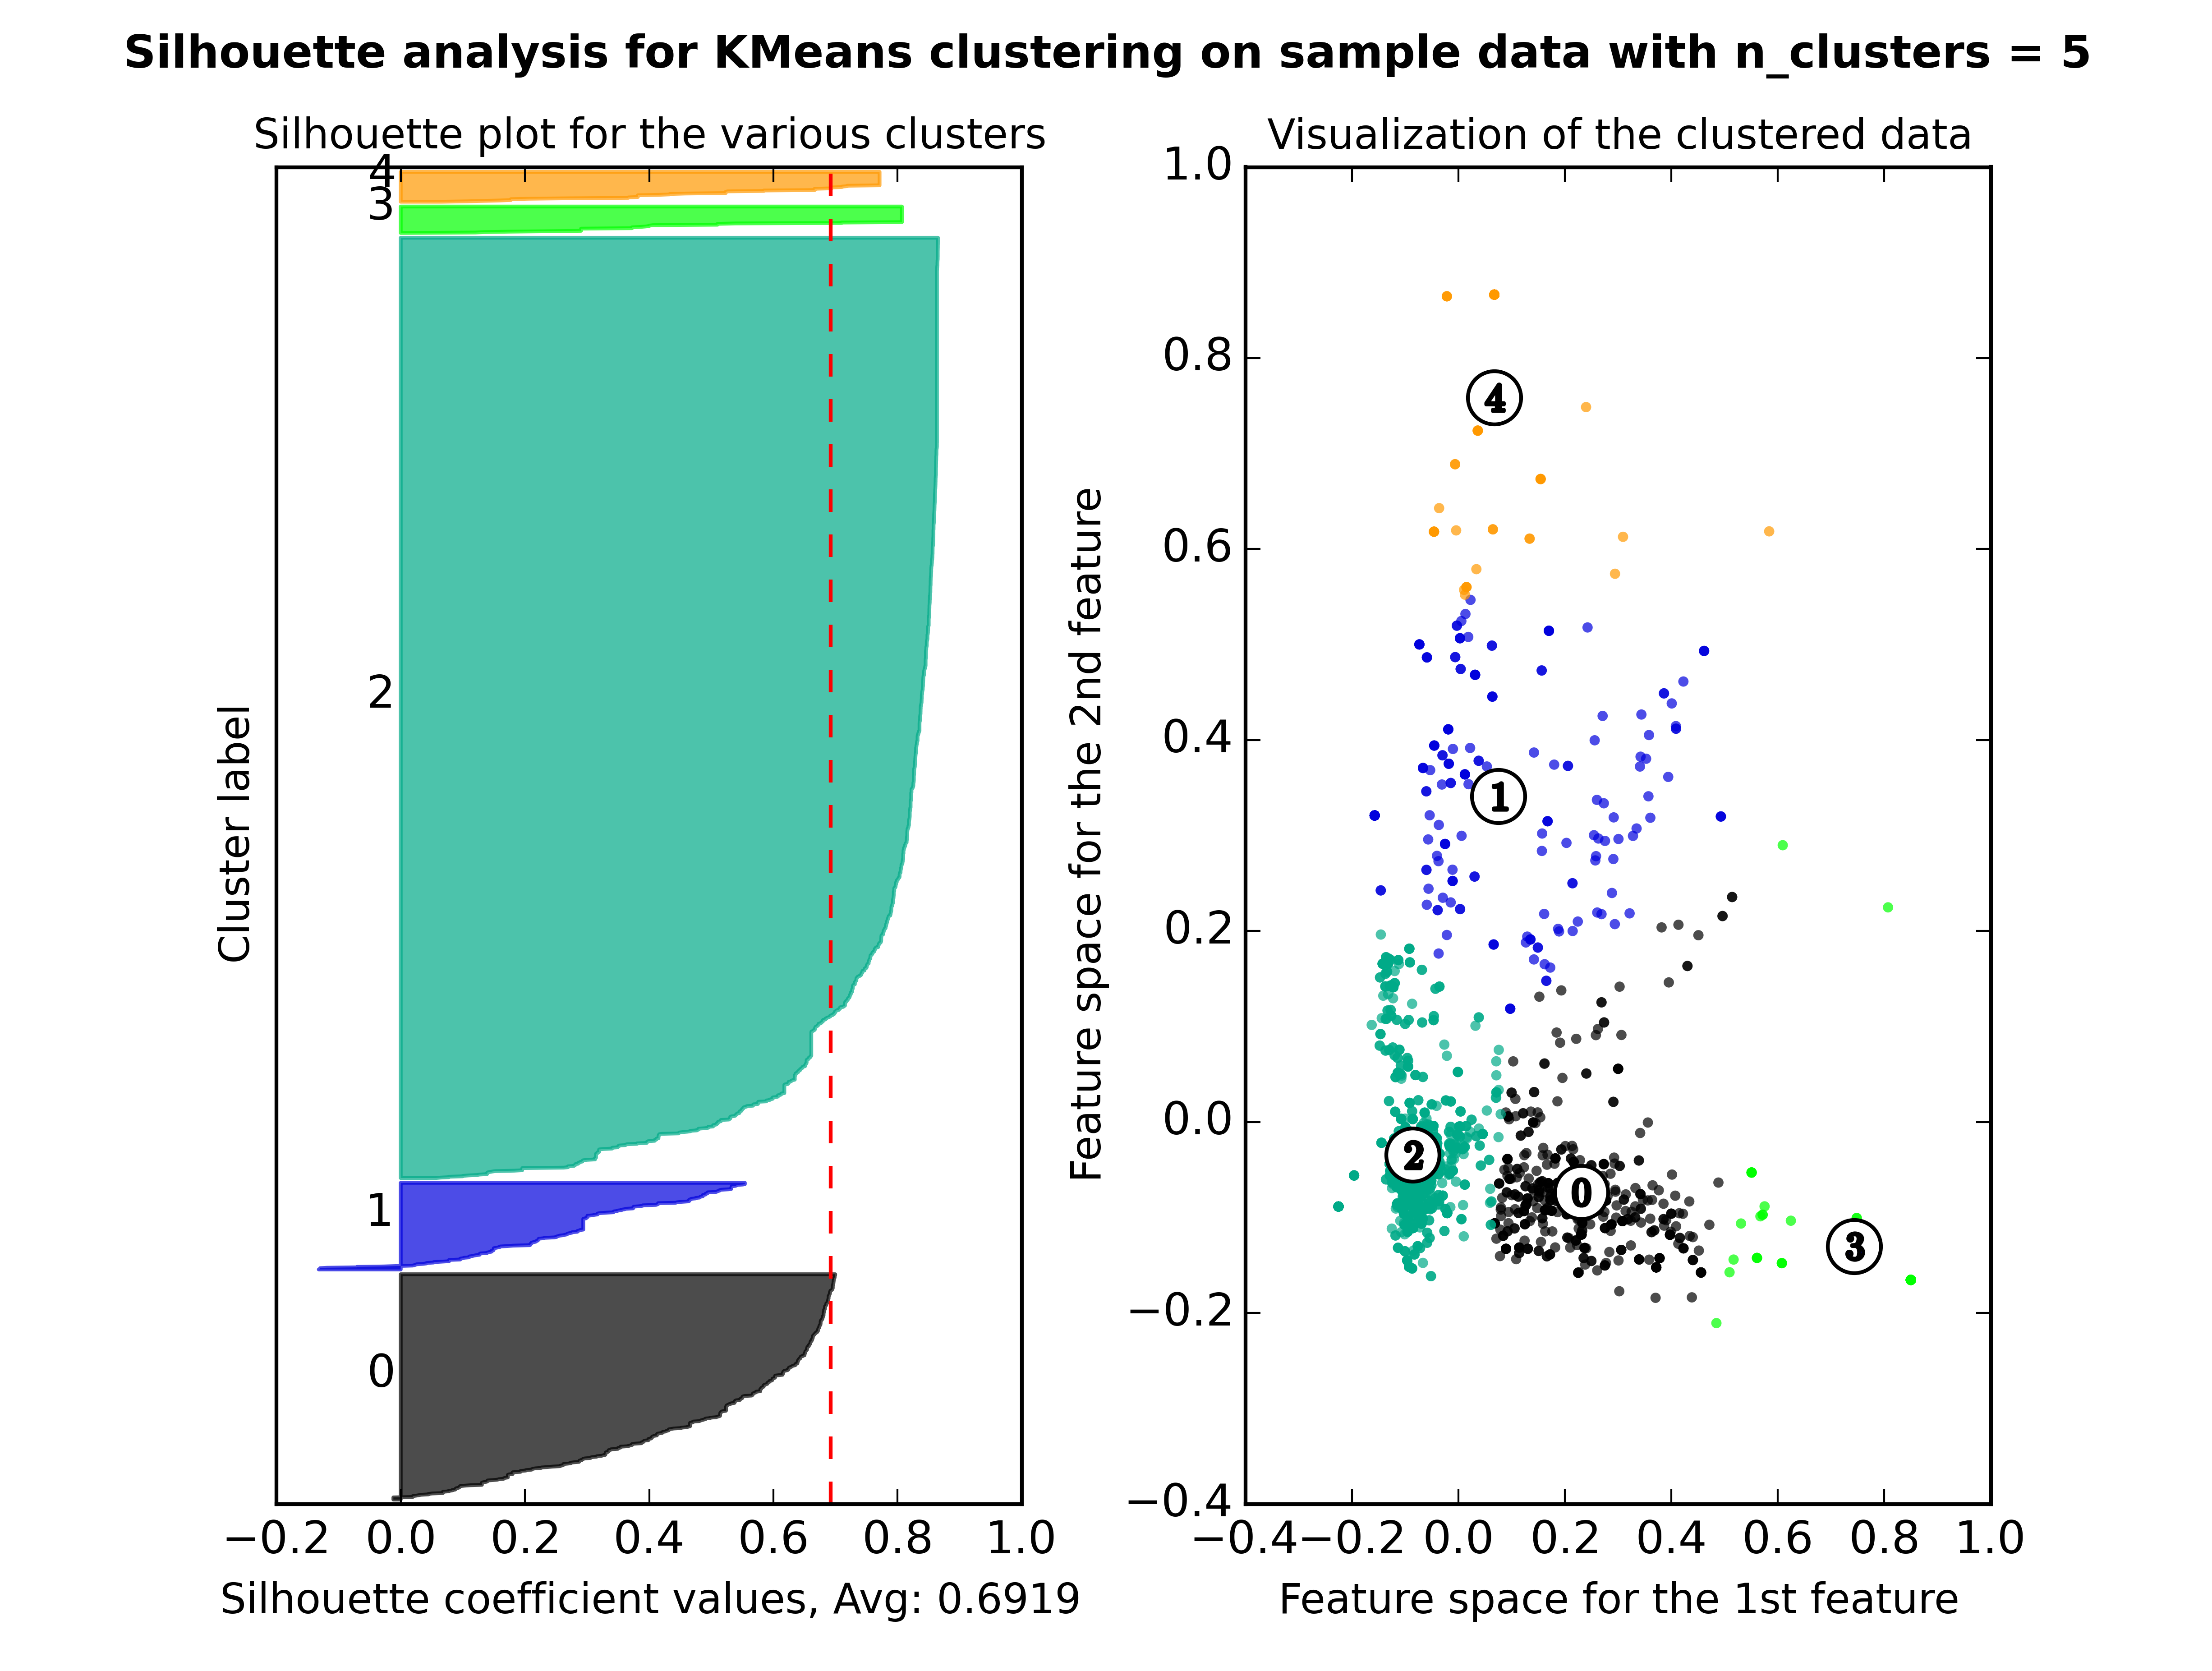 Silhouette analysis for KMeans clustering on sample data with n_clusters = 5
Silhouette plot for the various clusters
4
3
2
1
0
Cluster label
−0.2 0.0 0.2 0.4 0.6 0.8 1.0
Silhouette coefficient values, Avg: 0.6919
Visualization of the clustered data
1.0
0.8
0.6
0.4
0.2
0.0
−0.2
−0.4
Feature space for the 2nd feature
4
1
2
0
3
−0.4 −0.2 0.0 0.2 0.4 0.6 0.8 1.0
Feature space for the 1st feature